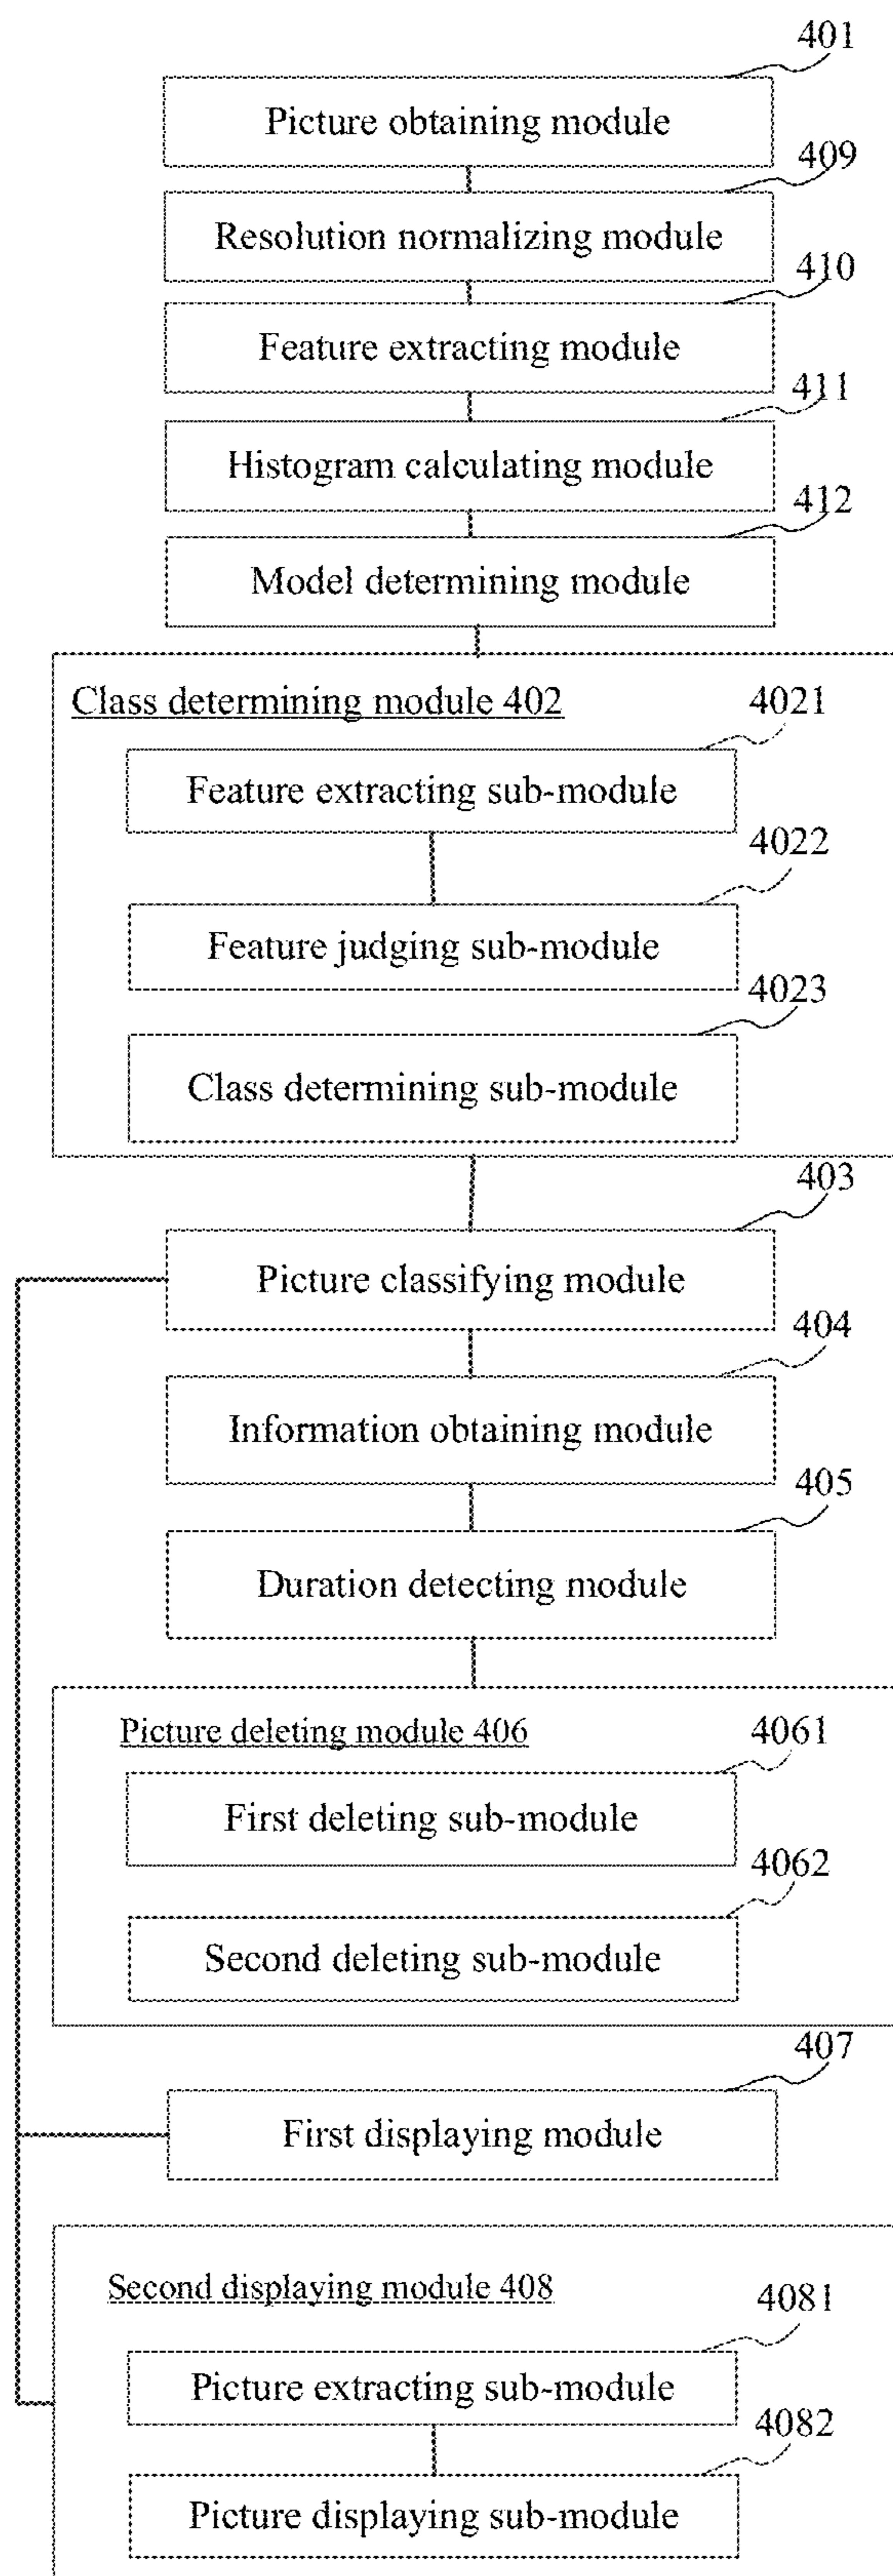 401
Picture obtaining module
409
Resolution normalizing module
410
Feature extracting module
411
Histogram calculating module
412
Model determining module
Class determining module 402
4021
Feature extracting sub-module
4022
Feature judging sub-module
4023
Class determining sub-module
403
Picture classifying module
404
Information obtaining module
405
Duration detecting module
Picture deleting module 406
4061
First deleting sub-module
4062
Second deleting sub-module
407
First displaying module
Second displaying module 408
4081
Picture extracting sub-module
4082
Picture displaying sub-module